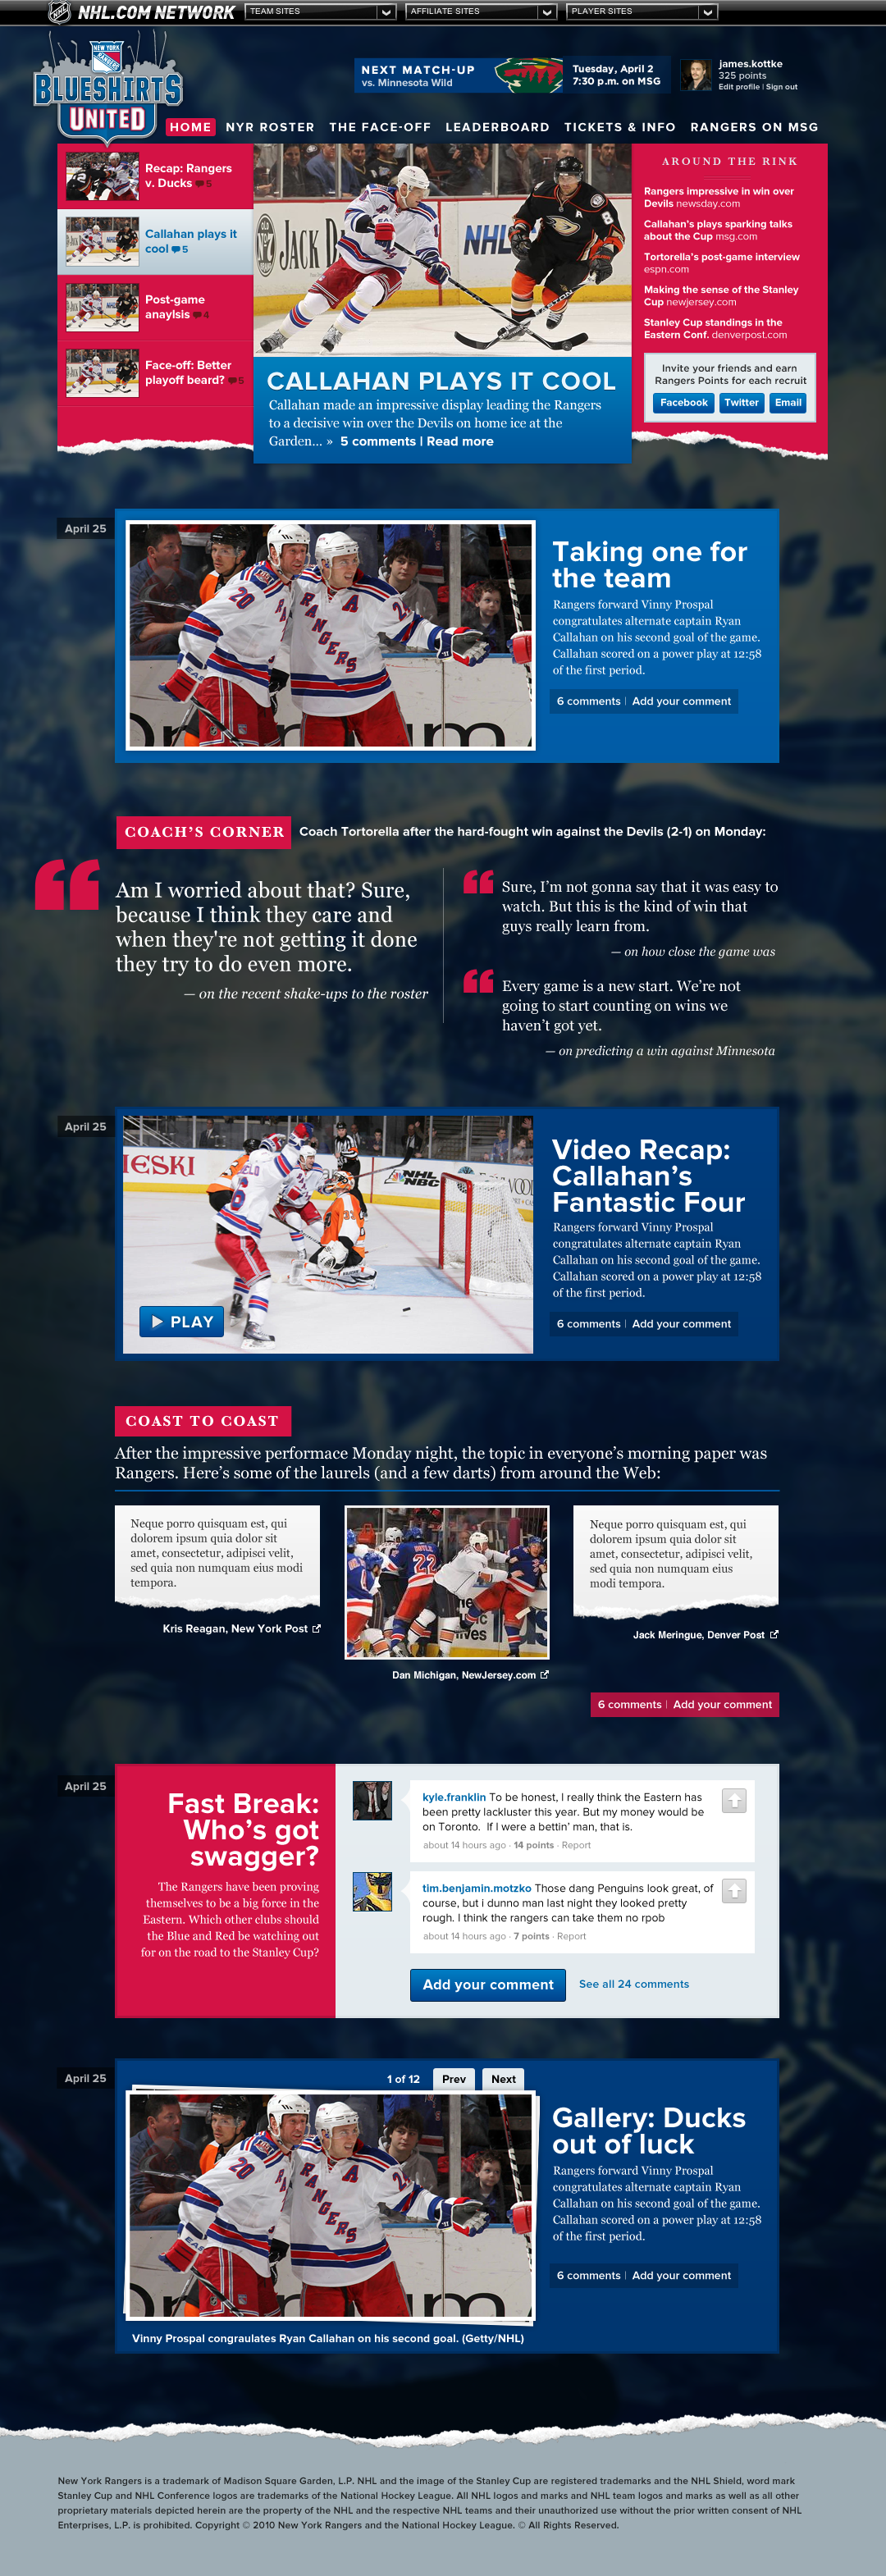 NHL.COM NETWORK
TEAM SITES
AFFILIATE SITES
PLAYER SITES
NEW YORK
RANGERS
BLUESHIRTS
UNITED
NEXT MATCH-UP
vs. Minnesota Wild
Tuesday, April 2
7:30 p.m. on MSG
james.kottke
325 points
Edit profile | Sign out
HOME
NYR ROSTER
THE FACE-OFF
LEADERBOARD
TICKETS & INFO
RANGERS ON MSG
Recap: Rangers
v. Ducks 5
Callahan plays it
cool 5
Post-game
anaylsis 4
Face-off: Better
playoff beard? 5
JACK D
NHL
A
8
CALLAHAN PLAYS IT COOL
Callahan made an impressive display leading the Rangers
to a decisive win over the Devils on home ice at the
Garden... » 5 comments | Read more
AROUND THE RINK
Rangers impressive in win over
Devils newsday.com
Callahan's plays sparking talks
about the Cup msg.com
Tortorella's post-game interview
espn.com
Making the sense of the Stanley
Cup newjersey.com
Stanley Cup standings in the
Eastern Conf. denverpost.com
Invite your friends and earn
Rangers Points for each recruit
Facebook
Twitter
Email
April 25
20
RANGERS
A
Taking one for
the team
Rangers forward Vinny Prospal
congratulates alternate captain Ryan
Callahan on his second goal of the game.
Callahan scored on a power play at 12:58
of the first period.
6 comments | Add your comment
COACH'S CORNER
Coach Tortorella after the hard-fought win against the Devils (2-1) on Monday:
Am I worried about that? Sure,
because I think they care and
when they're not getting it done
they try to do even more.
— on the recent shake-ups to the roster
Sure, I'm not gonna say that it was easy to
watch. But this is the kind of win that
guys really learn from.
— on how close the game was
Every game is a new start. We're not
going to start counting on wins we
haven't got yet.
— on predicting a win against Minnesota
April 25
IESKI
NHL
NBC
PLAY
Video Recap:
Callahan's
Fantastic Four
Rangers forward Vinny Prospal
congratulates alternate captain Ryan
Callahan on his second goal of the game.
Callahan scored on a power play at 12:58
of the first period.
6 comments | Add your comment
COAST TO COAST
After the impressive performace Monday night, the topic in everyone's morning paper was
Rangers. Here's some of the laurels (and a few darts) from around the Web:
Neque porro quisquam est, qui
dolorem ipsum quia dolor sit
amet, consectetur, adipisci velit,
sed quia non numquam eius modi
tempora.
Kris Reagan, New York Post
BOYLE
22
Dan Michigan, NewJersey.com
Neque porro quisquam est, qui
dolorem ipsum quia dolor sit
amet, consectetur, adipisci velit,
sed quia non numquam eius
modi tempora.
Jack Meringue, Denver Post
6 comments | Add your comment
April 25
Fast Break:
Who's got
swagger?
The Rangers have been proving
themselves to be a big force in the
Eastern. Which other clubs should
the Blue and Red be watching out
for on the road to the Stanley Cup?
kyle.franklin To be honest, I really think the Eastern has
been pretty lackluster this year. But my money would be
on Toronto. If I were a bettin' man, that is.
about 14 hours ago · 14 points · Report
tim.benjamin.motzko Those dang Penguins look great, of
course, but i dunno man last night they looked pretty
rough. I think the rangers can take them no rpob
about 14 hours ago · 7 points · Report
Add your comment
See all 24 comments
April 25
1 of 12
Prev
Next
20
RANGERS
A
Gallery: Ducks
out of luck
Rangers forward Vinny Prospal
congratulates alternate captain Ryan
Callahan on his second goal of the game.
Callahan scored on a power play at 12:58
of the first period.
6 comments | Add your comment
Vinny Prospal congraulates Ryan Callahan on his second goal. (Getty/NHL)
New York Rangers is a trademark of Madison Square Garden, L.P. NHL and the image of the Stanley Cup are registered trademarks and the NHL Shield, word mark
Stanley Cup and NHL Conference logos are trademarks of the National Hockey League. All NHL logos and marks and NHL team logos and marks as well as all other
proprietary materials depicted herein are the property of the NHL and the respective NHL teams and their unauthorized use without the prior written consent of NHL
Enterprises, L.P. is prohibited. Copyright © 2010 New York Rangers and the National Hockey League. © All Rights Reserved.